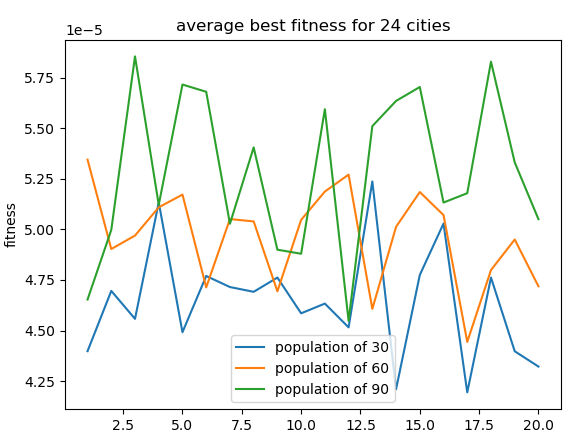 average best fitness for 24 cities
1e−5
fitness
5.75
5.50
5.25
5.00
4.75
4.50
4.25
population of 30
population of 60
population of 90
2.5 5.0 7.5 10.0 12.5 15.0 17.5 20.0